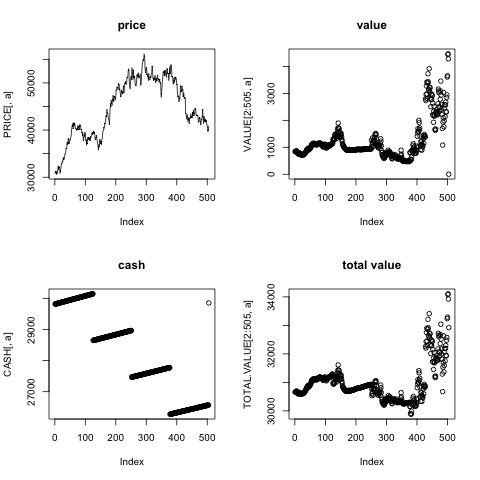 price
PRICE[, a]
30000 40000 50000
0 100 200 300 400 500
Index
value
VALUE[2:505, a]
0 1000 3000
0 100 200 300 400 500
Index
cash
CASH[, a]
27000 29000
0 100 200 300 400 500
Index
total value
TOTAL.VALUE[2:505, a]
30000 32000 34000
0 100 200 300 400 500
Index